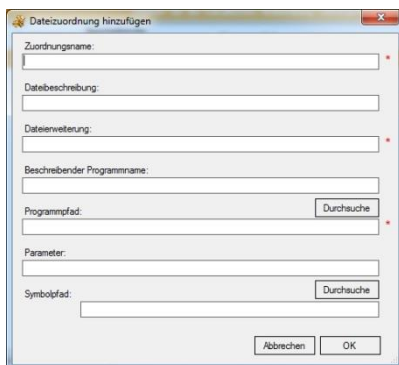 Dateizuordnung hinzufügen
Zuordnungsname:
*
Dateibeschreibung:
Dateierweiterung:
*
Beschreibender Programmname:
Programmpfad:
Durchsuche
*
Parameter:
Symbolpfad:
Durchsuche
Abbrechen
OK